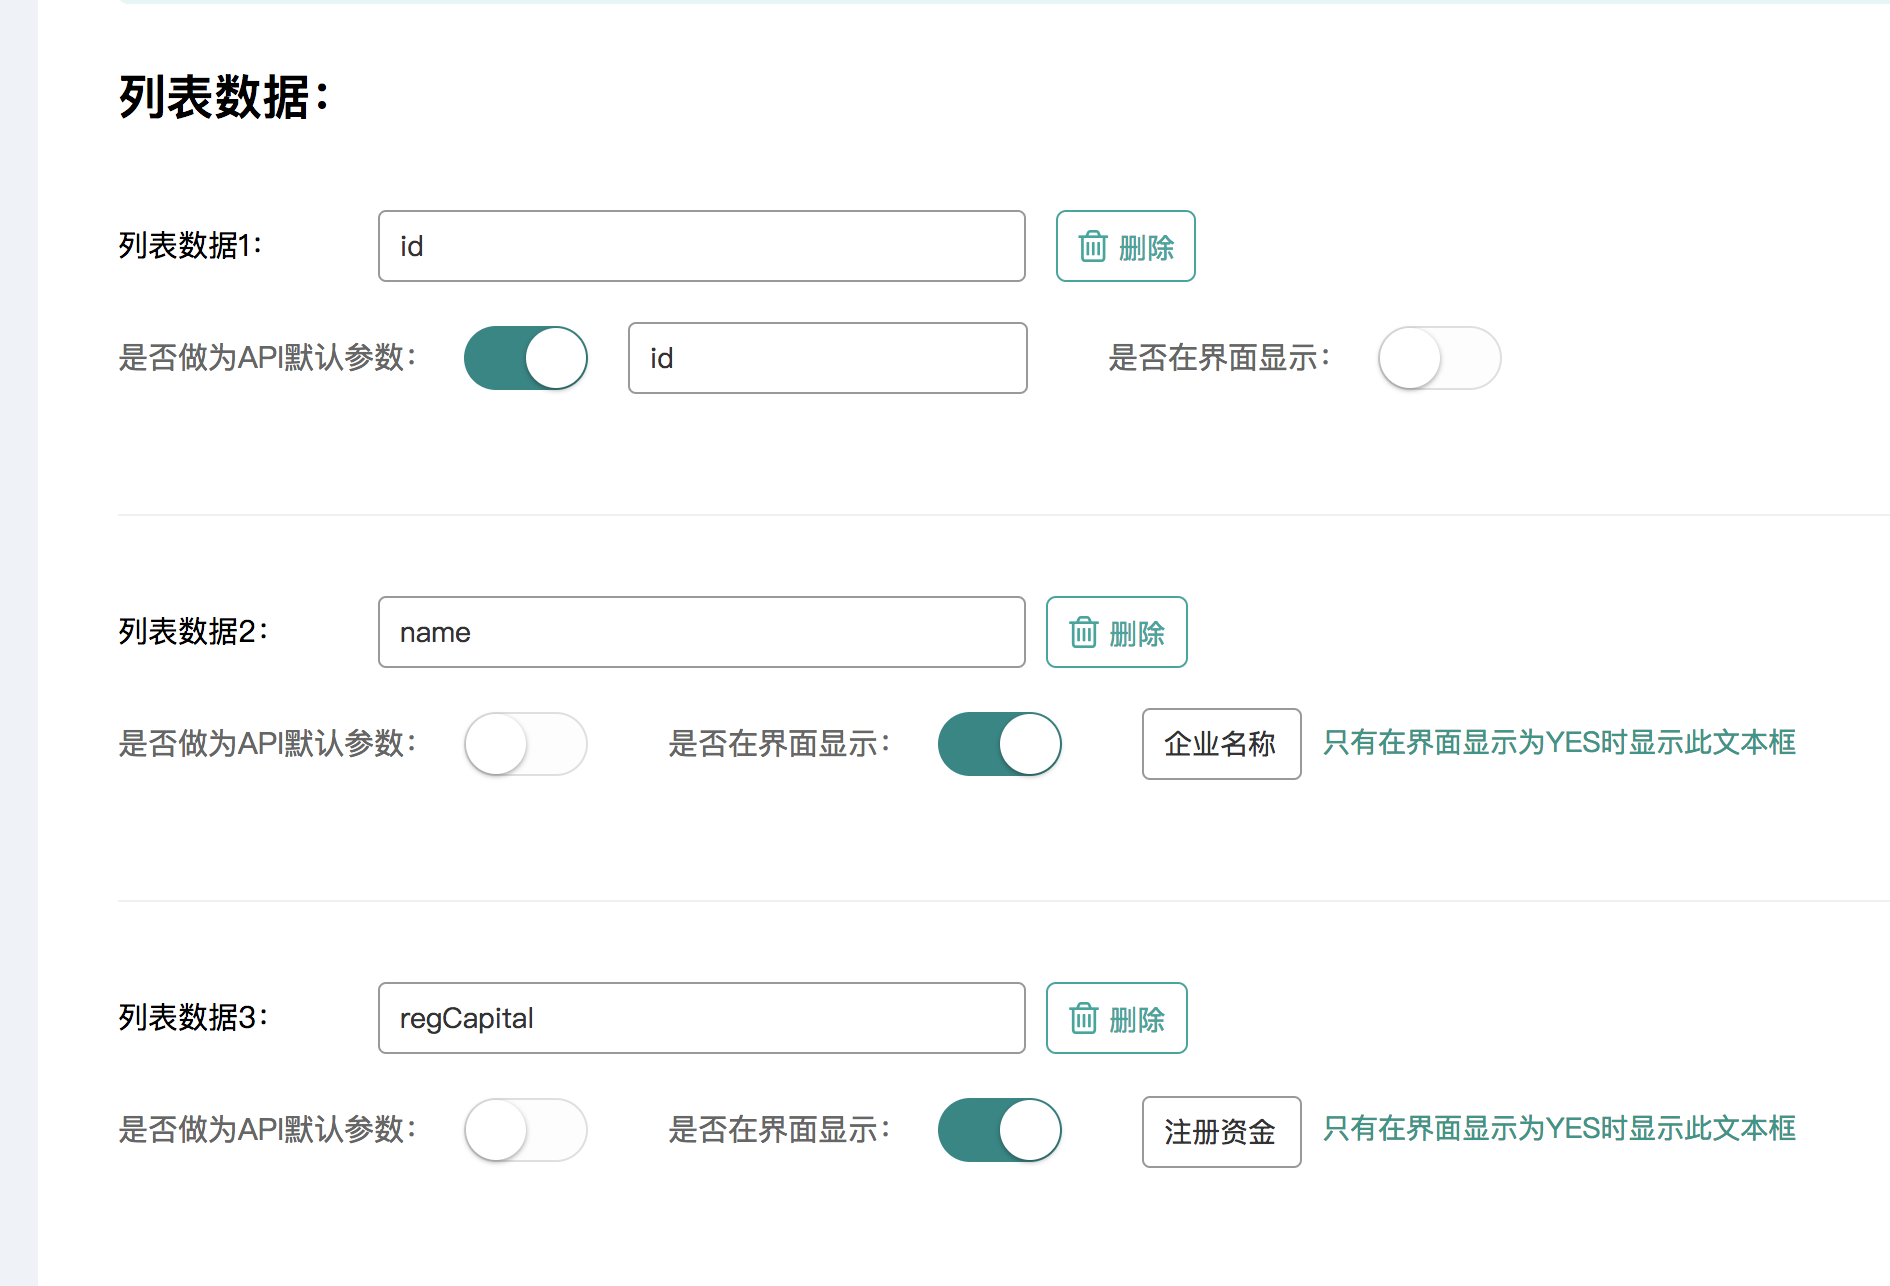 列表数据：
列表数据1： id 删除
是否做为API默认参数： id 是否在界面显示：
列表数据2： name 删除
是否做为API默认参数： 是否在界面显示： 企业名称 只有在界面显示为YES时显示此文本框
列表数据3： regCapital 删除
是否做为API默认参数： 是否在界面显示： 注册资金 只有在界面显示为YES时显示此文本框